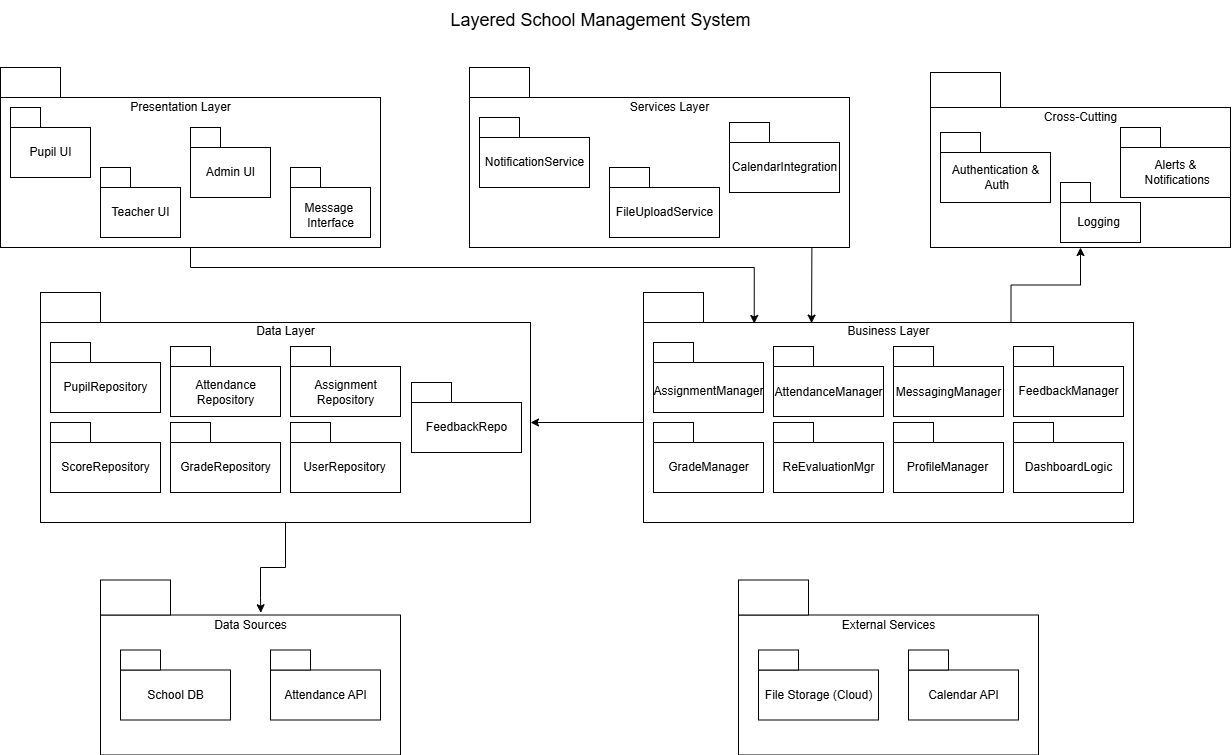 Layered School Management System
Presentation Layer
Pupil UI
Teacher UI
Admin UI
Message
Interface
Services Layer
NotificationService
FileUploadService
CalendarIntegration
Cross-Cutting
Authentication &
Auth
Alerts &
Notifications
Logging
Data Layer
PupilRepository
Attendance
Repository
Assignment
Repository
FeedbackRepo
ScoreRepository
GradeRepository
UserRepository
Business Layer
AssignmentManager
AttendanceManager
MessagingManager
FeedbackManager
GradeManager
ReEvaluationMgr
ProfileManager
DashboardLogic
Data Sources
School DB
Attendance API
External Services
File Storage (Cloud)
Calendar API